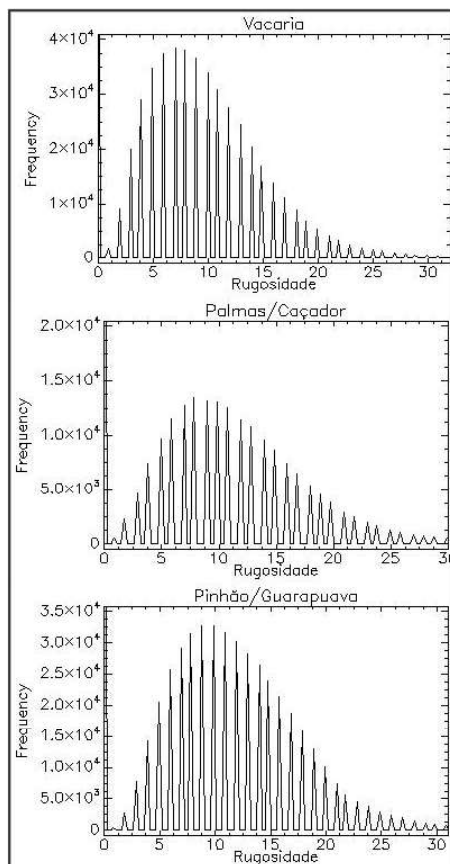 Vacaria
4×10⁴
3×10⁴
2×10⁴
1×10⁴
0
Frequency
0 5 10 15 20 25 30
Rugosidade
Palmas/Caçador
2.0×10⁴
1.5×10⁴
1.0×10⁴
5.0×10³
0
Frequency
0 5 10 15 20 25 30
Rugosidade
Pinhão/Guarapuava
3.5×10⁴
3.0×10⁴
2.5×10⁴
2.0×10⁴
1.5×10⁴
1.0×10⁴
5.0×10³
0
Frequency
0 5 10 15 20 25 30
Rugosidade